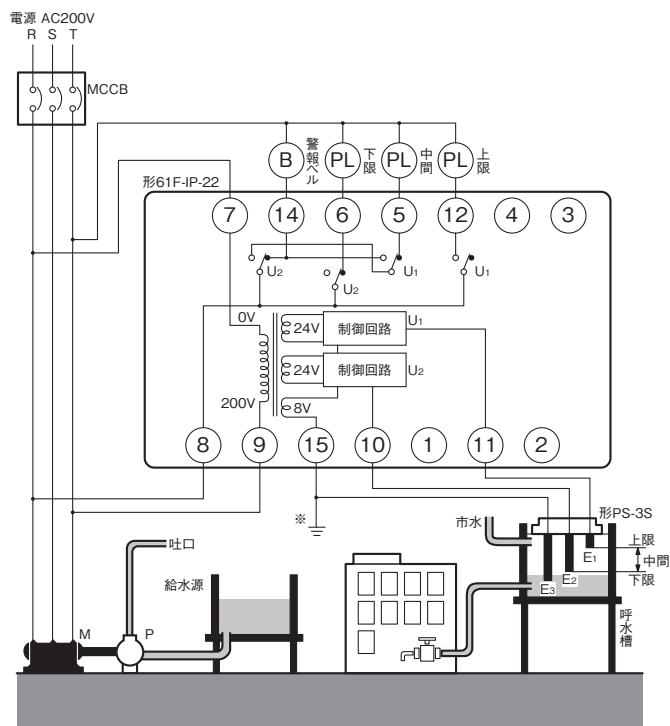 電源 AC200V
R S T
MCCB
B
警報ベル
PL
下限
PL
中間
PL
上限
形61F-IP-22
7
14
6
5
12
4
3
U2
U2
U1
U1
0V
24V
制御回路
U1
24V
制御回路
U2
200V
8V
8
9
15
10
1
11
2
※
市水
形PS-3S
上限
中間
下限
E1
E2
E3
呼水槽
吐口
給水源
M
P